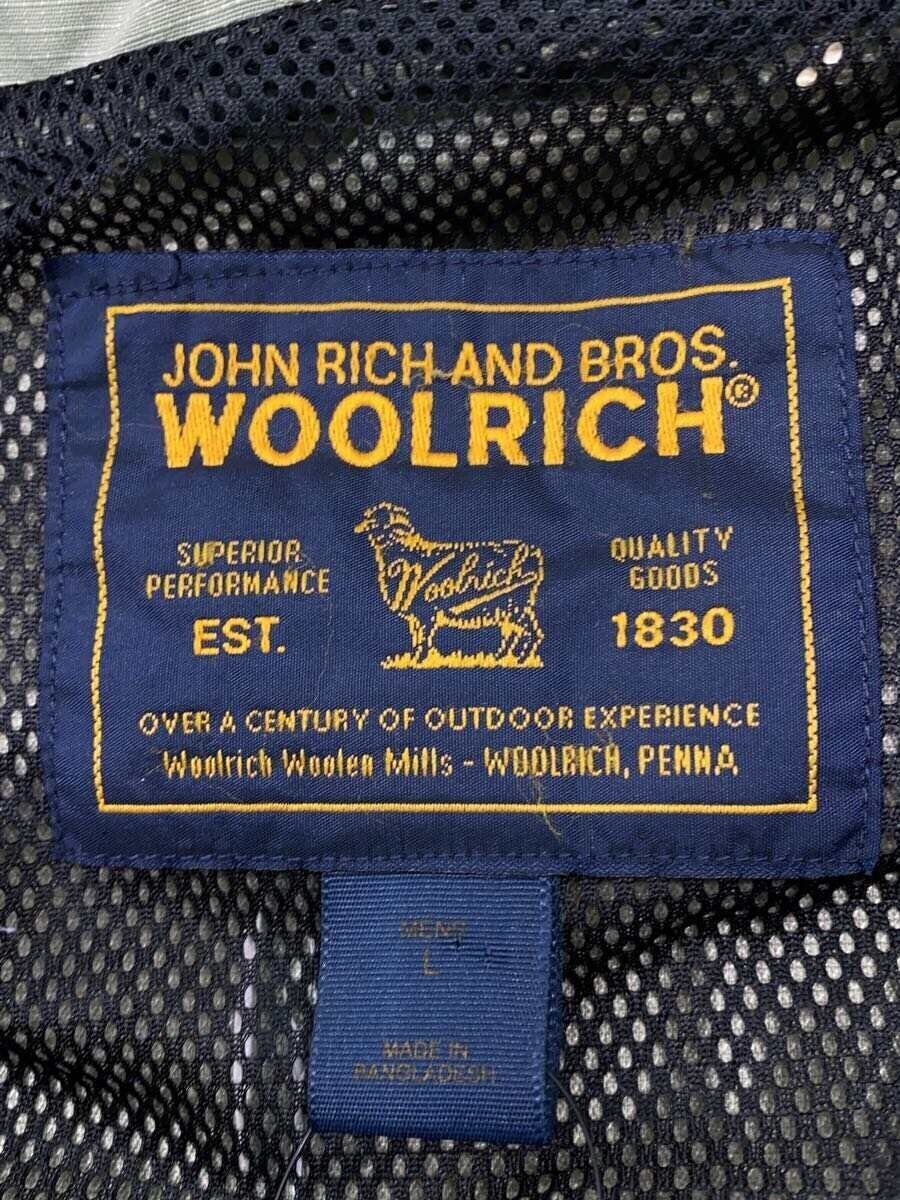 JOHN RICH AND BROS.
WOOLRICH®
SUPERIOR
PERFORMANCE
EST.
Woolrich
QUALITY
GOODS
1830
OVER A CENTURY OF OUTDOOR EXPERIENCE
Woolrich Woolen Mills - WOOLRICH, PENNA
MENS
L
MADE IN
BANGLADESH